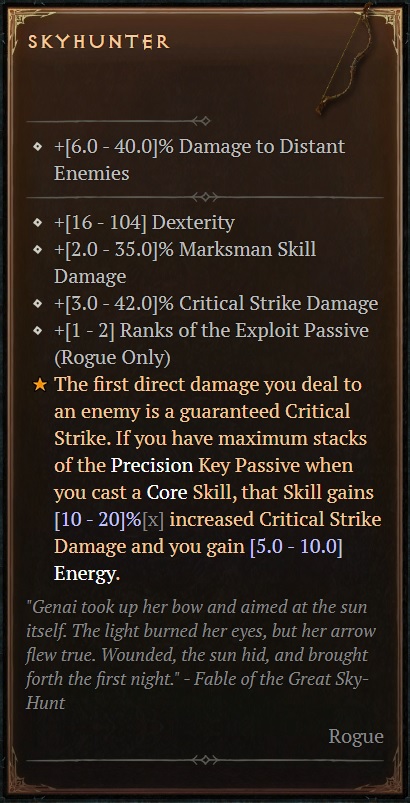 SKYHUNTER
+[6.0 - 40.0]% Damage to Distant
Enemies
+[16 - 104] Dexterity
+[2.0 - 35.0]% Marksman Skill
Damage
+[3.0 - 42.0]% Critical Strike Damage
+[1 - 2] Ranks of the Exploit Passive
(Rogue Only)
The first direct damage you deal to
an enemy is a guaranteed Critical
Strike. If you have maximum stacks
of the Precision Key Passive when
you cast a Core Skill, that Skill gains
[10 - 20]%[x] increased Critical Strike
Damage and you gain [5.0 - 10.0]
Energy.
"Genai took up her bow and aimed at the sun
itself. The light burned her eyes, but her arrow
flew true. Wounded, the sun hid, and brought
forth the first night." - Fable of the Great Sky-
Hunt
Rogue